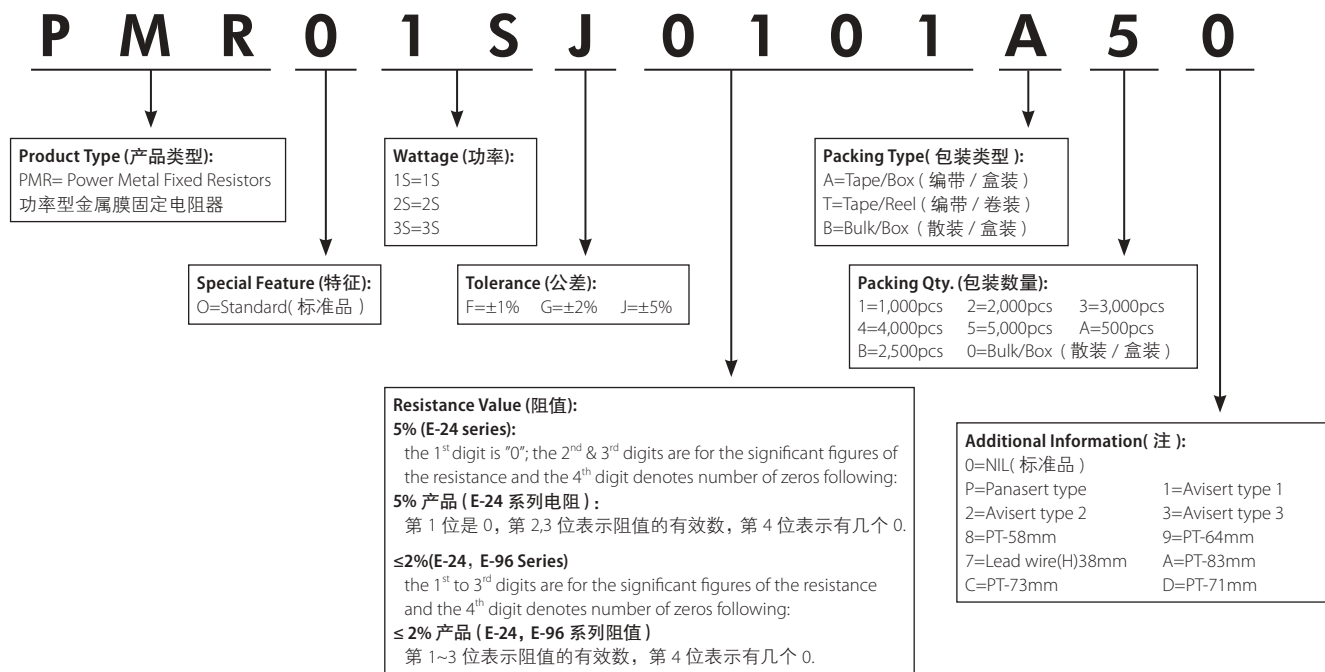 P M R 0 1 S J 0 1 0 1 A 5 0
Product Type (产品类型):
PMR= Power Metal Fixed Resistors
功率型金属膜固定电阻器
Wattage (功率):
1S=1S
2S=2S
3S=3S
Packing Type( 包装类型 ):
A=Tape/Box ( 编带 / 盒装 )
T=Tape/Reel ( 编带 / 卷装 )
B=Bulk/Box ( 散装 / 盒装 )
Special Feature (特征):
O=Standard( 标准品 )
Tolerance (公差):
F=±1% G=±2% J=±5%
Packing Qty. (包装数量):
1=1,000pcs 2=2,000pcs 3=3,000pcs
4=4,000pcs 5=5,000pcs A=500pcs
B=2,500pcs 0=Bulk/Box ( 散装 / 盒装 )
Resistance Value (阻值):
5% (E-24 series):
the 1st digit is "0"; the 2nd & 3rd digits are for the significant figures of
the resistance and the 4th digit denotes number of zeros following:
5% 产品 ( E-24 系列电阻 ) :
第 1 位是 0, 第 2,3 位表示阻值的有效数, 第 4 位表示有几个 0.
≤2%(E-24, E-96 Series)
the 1st to 3rd digits are for the significant figures of the resistance
and the 4th digit denotes number of zeros following:
≤ 2% 产品 ( E-24, E-96 系列阻值 )
第 1~3 位表示阻值的有效数, 第 4 位表示有几个 0.
Additional Information( 注 ):
0=NIL( 标准品 )
P=Panasert type 1=Avisert type 1
2=Avisert type 2 3=Avisert type 3
8=PT-58mm 9=PT-64mm
7=Lead wire(H)38mm A=PT-83mm
C=PT-73mm D=PT-71mm